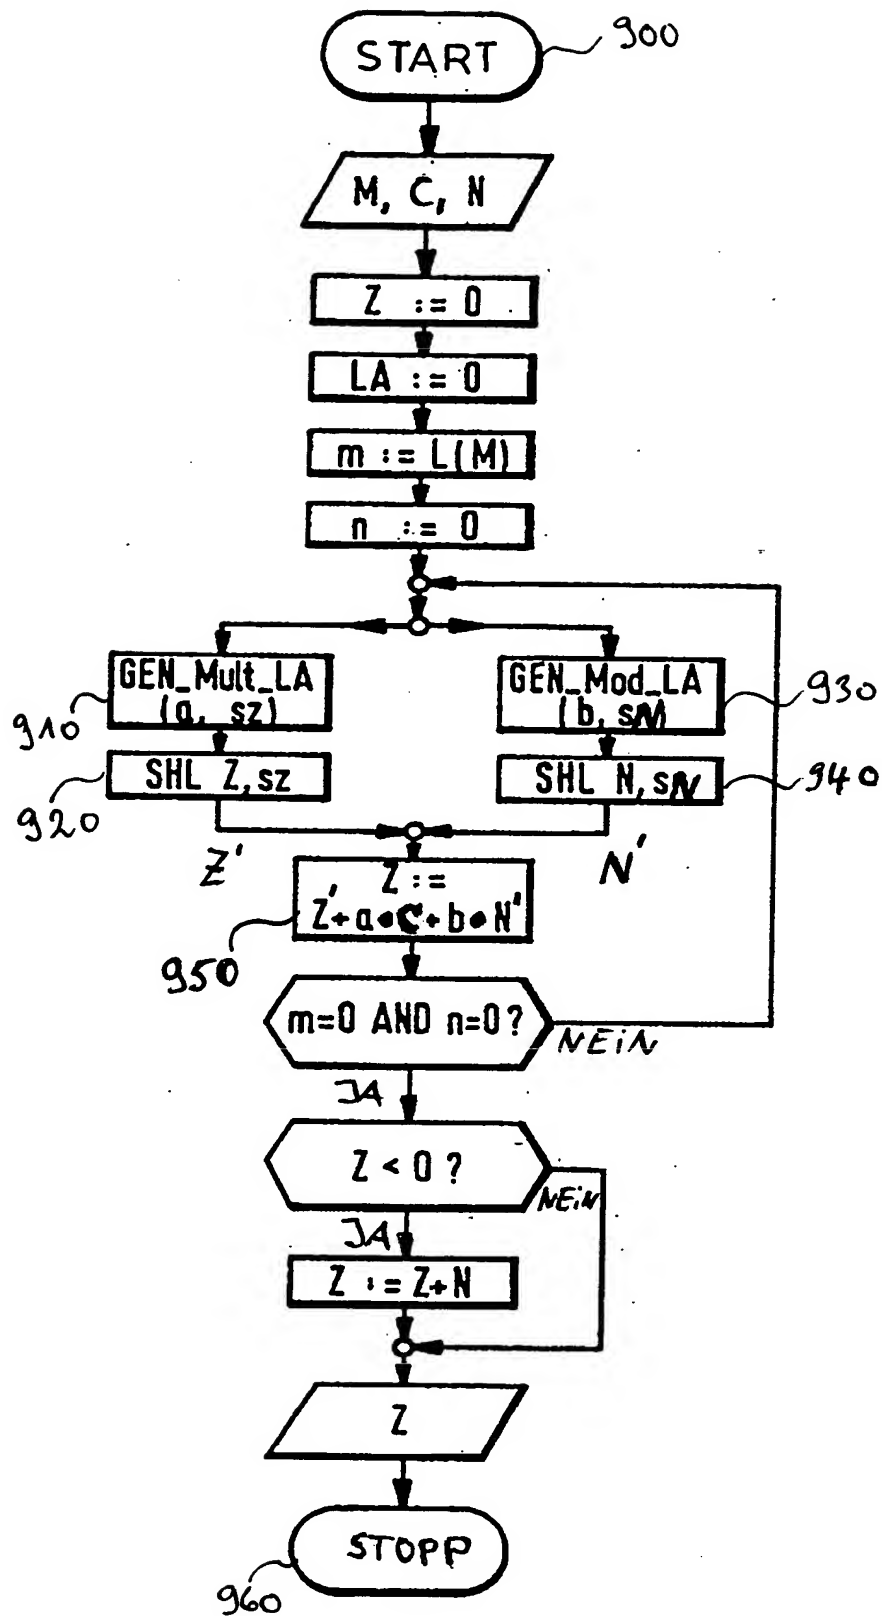 START
900
M, C, N
Z := 0
LA := 0
m := L(M)
n := 0
GEN_Mult_LA
(a, sz)
910
GEN_Mod_LA
(b, sN)
930
SHL Z,sz
920
SHL N,sN
940
Z'
N'
Z :=
Z'+a•C+b•N'
950
m=0 AND n=0?
NEiN
JA
Z < 0 ?
NEiN
JA
Z := Z+N
Z
STOPP
960